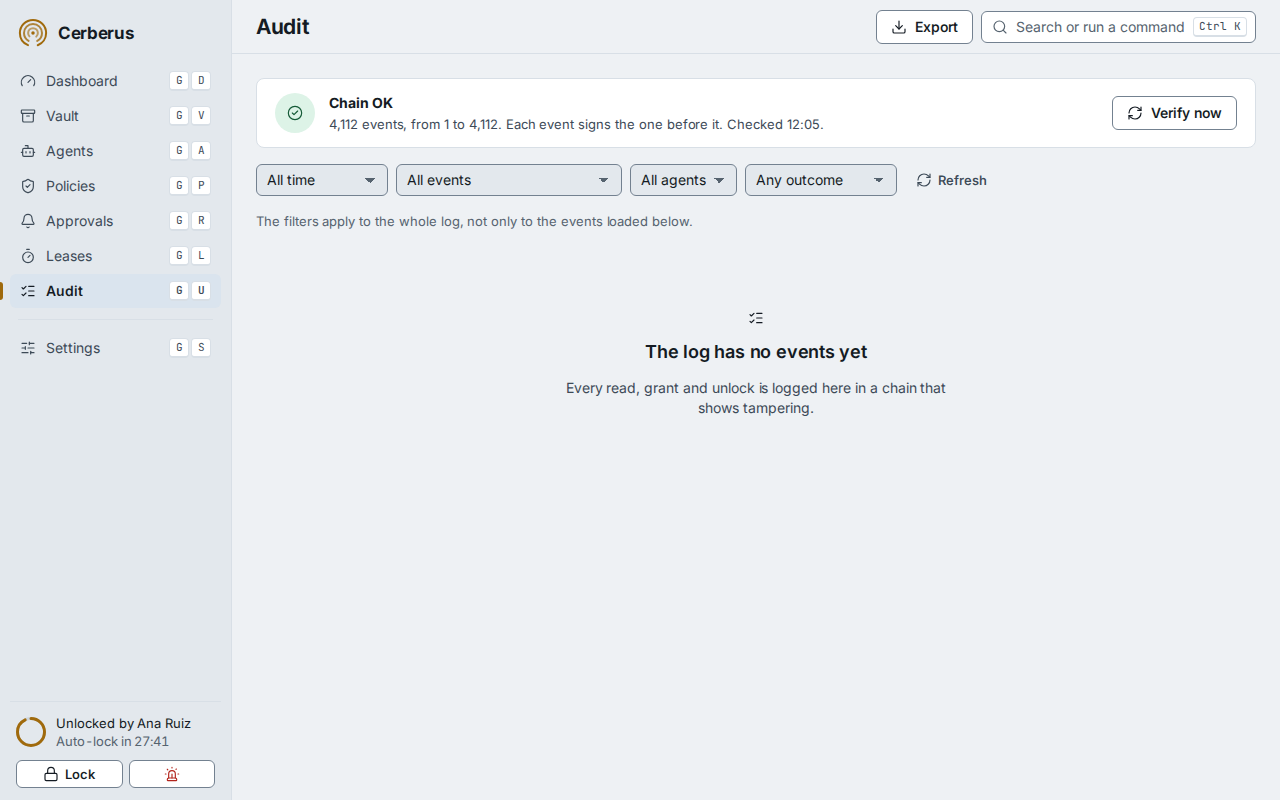 Cerberus
Audit
Export
Search or run a command
Ctrl K
Dashboard
G D
Vault
G V
Agents
G A
Policies
G P
Approvals
G R
Leases
G L
Audit
G U
Settings
G S
Chain OK
4,112 events, from 1 to 4,112. Each event signs the one before it. Checked 12:05.
Verify now
All time
All events
All agents
Any outcome
Refresh
The filters apply to the whole log, not only to the events loaded below.
The log has no events yet
Every read, grant and unlock is logged here in a chain that
shows tampering.
Unlocked by Ana Ruiz
Auto-lock in 27:41
Lock